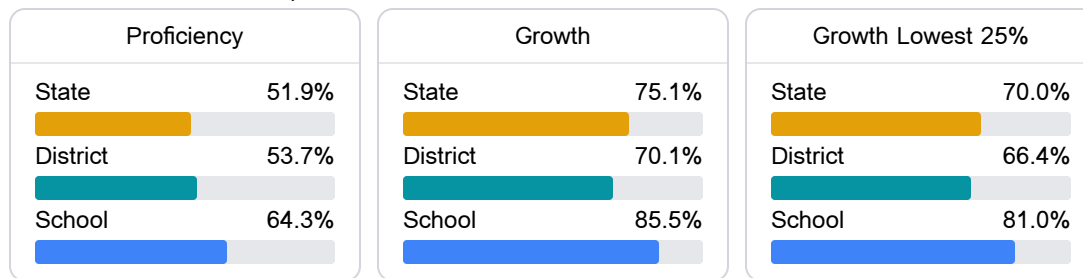 Proficiency
State 51.9%
District 53.7%
School 64.3%
Growth
State 75.1%
District 70.1%
School 85.5%
Growth Lowest 25%
State 70.0%
District 66.4%
School 81.0%